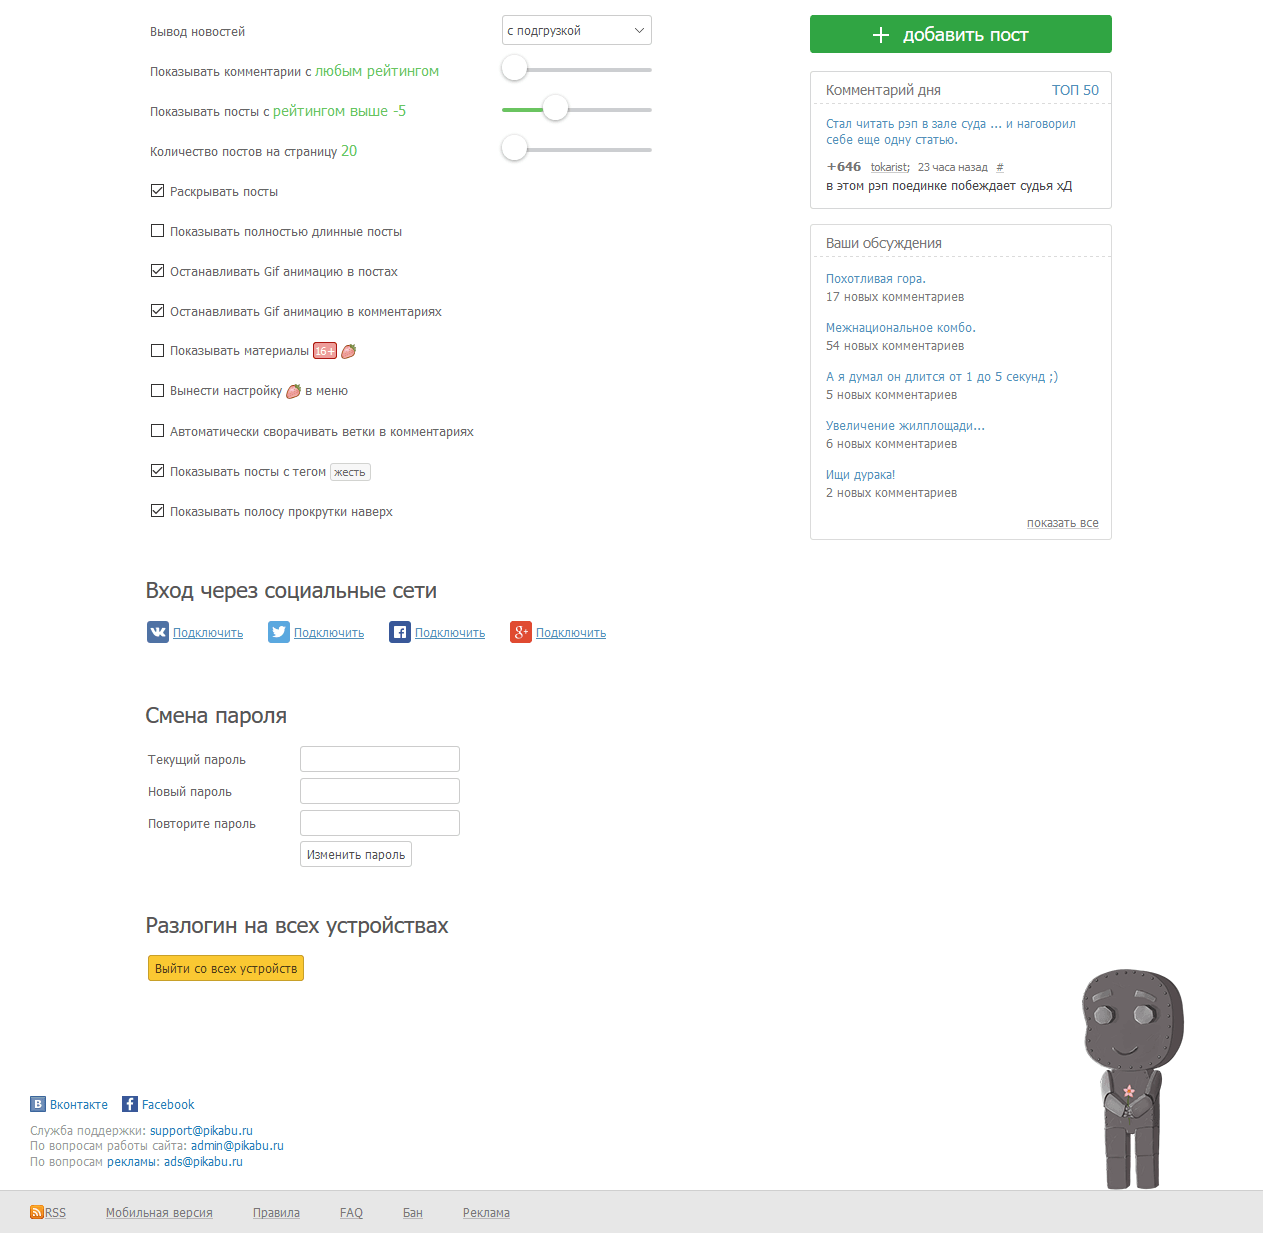 Вывод новостей
с подгрузкой
Показывать комментарии с любым рейтингом
Показывать посты с рейтингом выше -5
Количество постов на страницу 20
Раскрывать посты
Показывать полностью длинные посты
Останавливать Gif анимацию в постах
Останавливать Gif анимацию в комментариях
Показывать материалы 16+
Вынести настройку в меню
Автоматически сворачивать ветки в комментариях
Показывать посты с тегом жесть
Показывать полосу прокрутки наверх
Вход через социальные сети
Подключить Подключить Подключить Подключить
Смена пароля
Текущий пароль
Новый пароль
Повторите пароль
Изменить пароль
Разлогин на всех устройствах
Выйти со всех устройств
добавить пост
Комментарий дня ТОП 50
Стал читать рэп в зале суда ... и наговорил
себе еще одну статью.
+646 tokarist; 23 часа назад #
в этом рэп поединке побеждает судья хД
Ваши обсуждения
Похотливая гора.
17 новых комментариев
Межнациональное комбо.
54 новых комментариев
А я думал он длится от 1 до 5 секунд ;)
5 новых комментариев
Увеличение жилплощади...
6 новых комментариев
Ищи дурака!
2 новых комментариев
показать все
Вконтакте Facebook
Служба поддержки: support@pikabu.ru
По вопросам работы сайта: admin@pikabu.ru
По вопросам рекламы: ads@pikabu.ru
RSS Мобильная версия Правила FAQ Бан Реклама